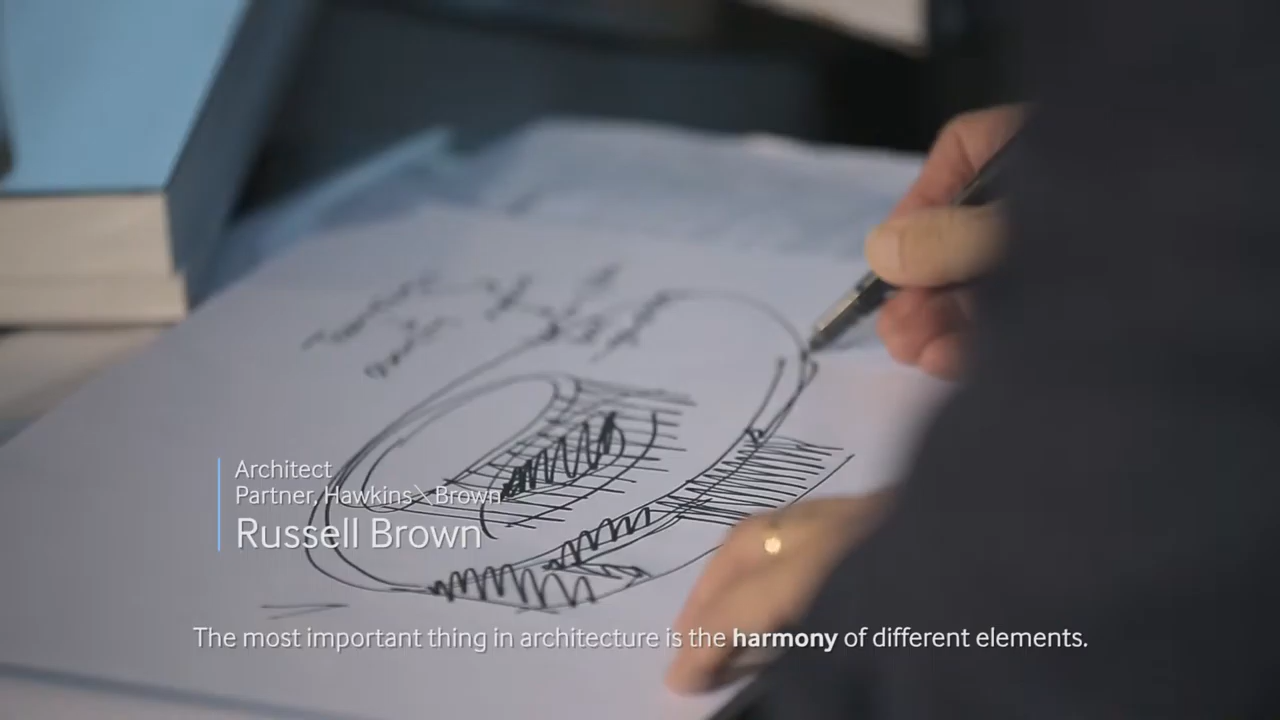 Architect
Partner, Hawkins\Brown
Russell Brown
The most important thing in architecture is the harmony of different elements.